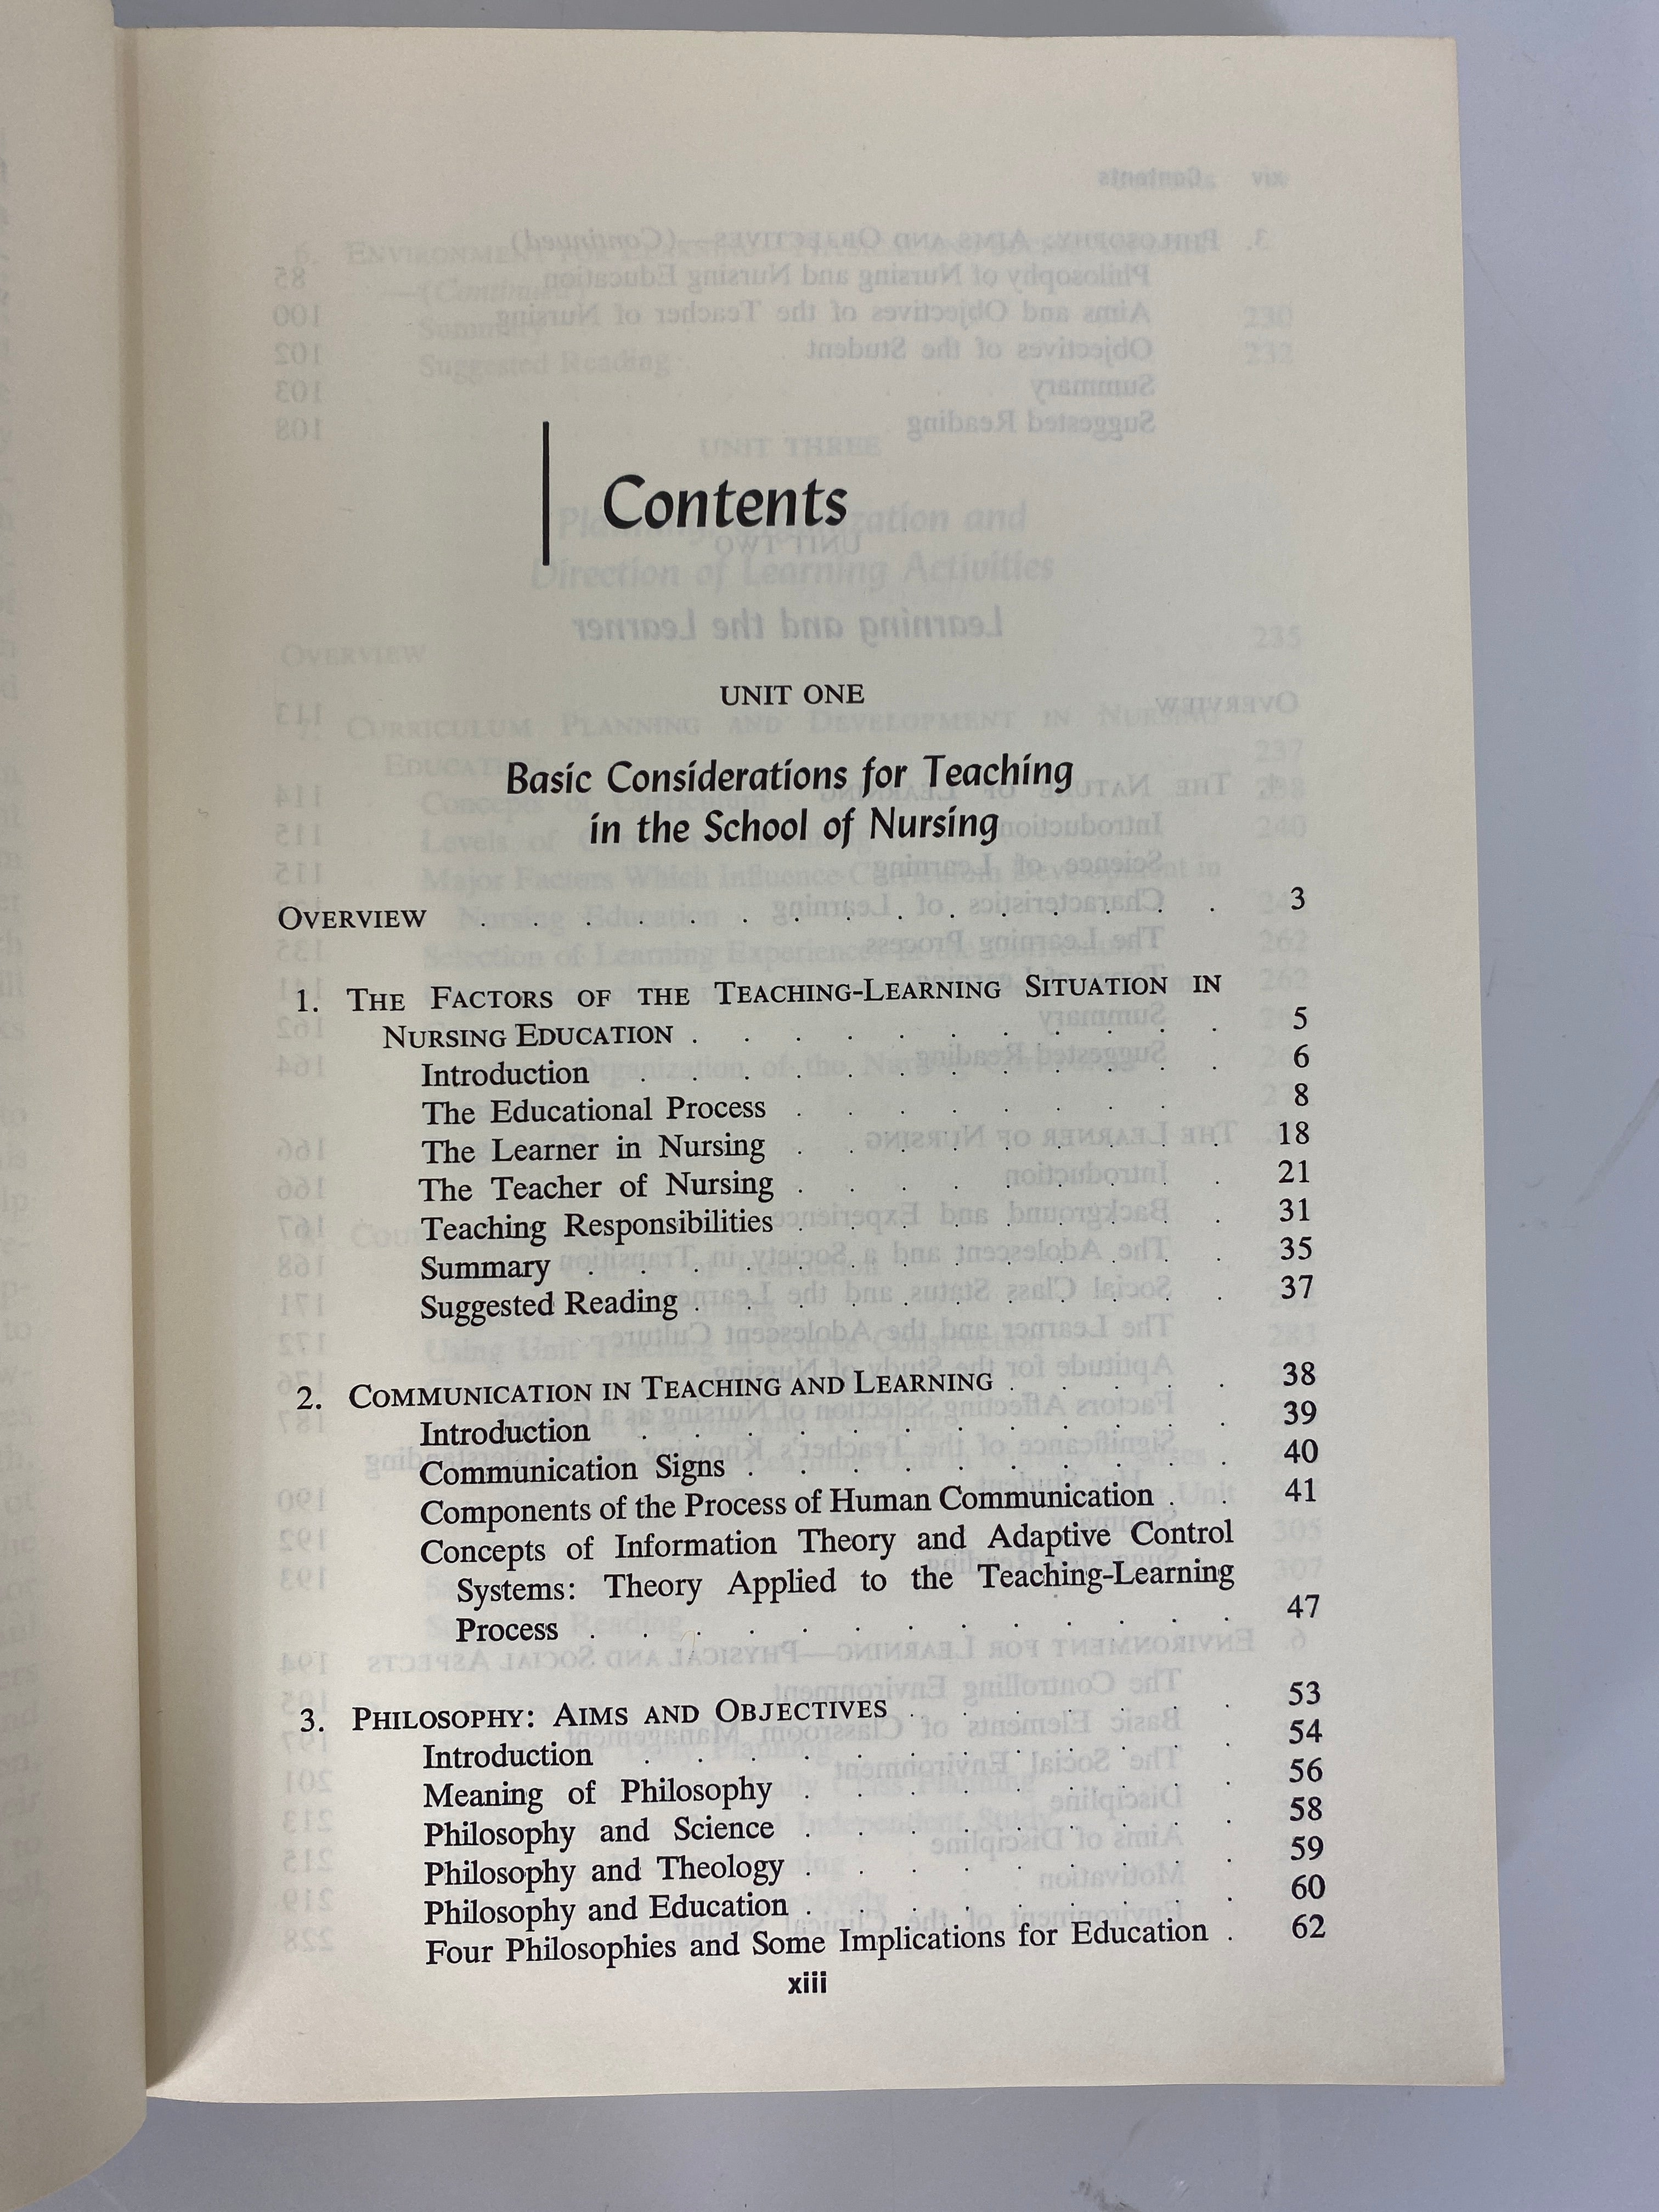 Contents
UNIT ONE
Basic Considerations for Teaching
in the School of Nursing
OVERVIEW . . . . . . . . . . . . . . . 3
1. THE FACTORS OF THE TEACHING-LEARNING SITUATION IN
NURSING EDUCATION . . . . . . . . . . . 5
Introduction . . . . . . . . . . . . 6
The Educational Process . . . . . . . . 8
The Learner in Nursing . . . . . . . . . 18
The Teacher of Nursing . . . . . . . . . 21
Teaching Responsibilities . . . . . . . . . 31
Summary . . . . . . . . . . . . . 35
Suggested Reading . . . . . . . . . . . 37
2. COMMUNICATION IN TEACHING AND LEARNING . . . . . 38
Introduction . . . . . . . . . . . . 39
Communication Signs . . . . . . . . . . 40
Components of the Process of Human Communication . . 41
Concepts of Information Theory and Adaptive Control
Systems: Theory Applied to the Teaching-Learning
Process . . . . . . . . . . . . . 47
3. PHILOSOPHY: AIMS AND OBJECTIVES . . . . . . . 53
Introduction . . . . . . . . . . . . 54
Meaning of Philosophy . . . . . . . . . 56
Philosophy and Science . . . . . . . . . 58
Philosophy and Theology . . . . . . . . . 59
Philosophy and Education . . . . . . . . . 60
Four Philosophies and Some Implications for Education . 62
xiii